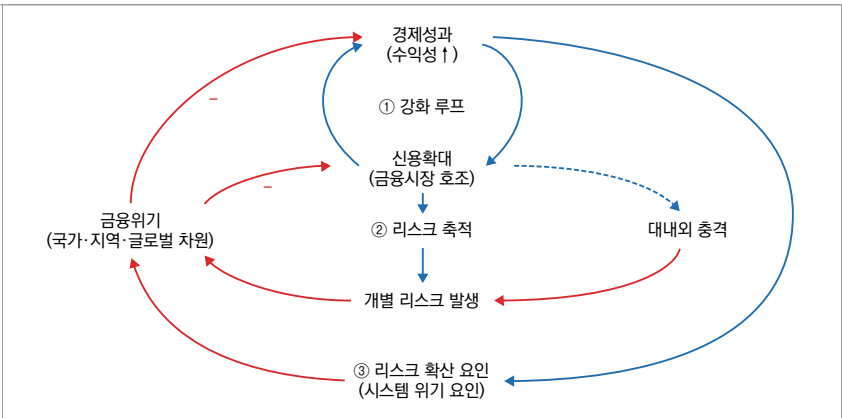 경제성과
(수익성↑)
–
① 강화 루프
신용확대
(금융시장 호조)
–
금융위기
(국가·지역·글로벌 차원)
② 리스크 축적
대내외 충격
개별 리스크 발생
③ 리스크 확산 요인
(시스템 위기 요인)